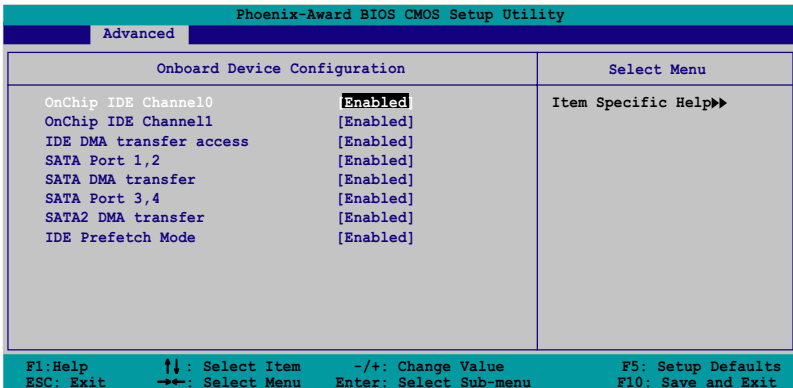 Phoenix-Award BIOS CMOS Setup Utility
Advanced
Onboard Device Configuration
Select Menu
OnChip IDE Channel0 [Enabled]
Item Specific Help▶▶
OnChip IDE Channel1 [Enabled]
IDE DMA transfer access [Enabled]
SATA Port 1,2 [Enabled]
SATA DMA transfer [Enabled]
SATA Port 3,4 [Enabled]
SATA2 DMA transfer [Enabled]
IDE Prefetch Mode [Enabled]
F1:Help ↑↓: Select Item -/+: Change Value F5: Setup Defaults
ESC: Exit →←: Select Menu Enter: Select Sub-menu F10: Save and Exit